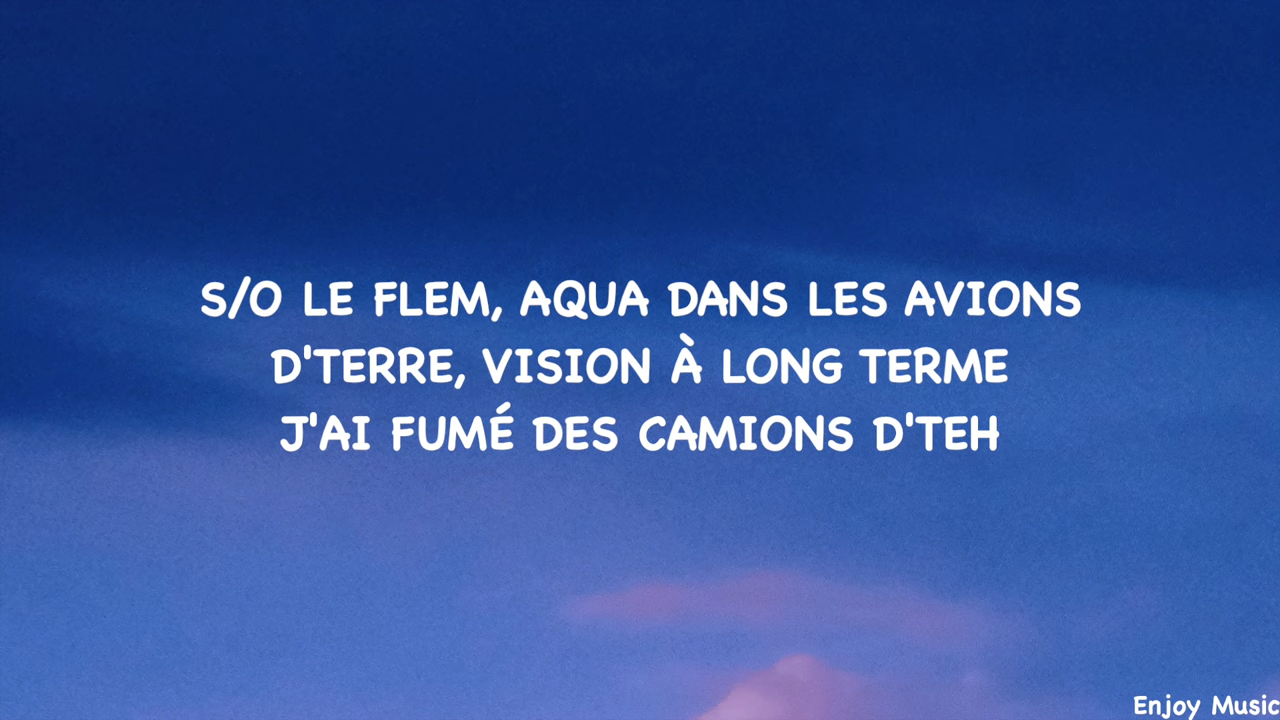 S/O LE FLEM, AQUA DANS LES AVIONS
D'TERRE, VISION À LONG TERME
J'AI FUMÉ DES CAMIONS D'TEH
Enjoy Music